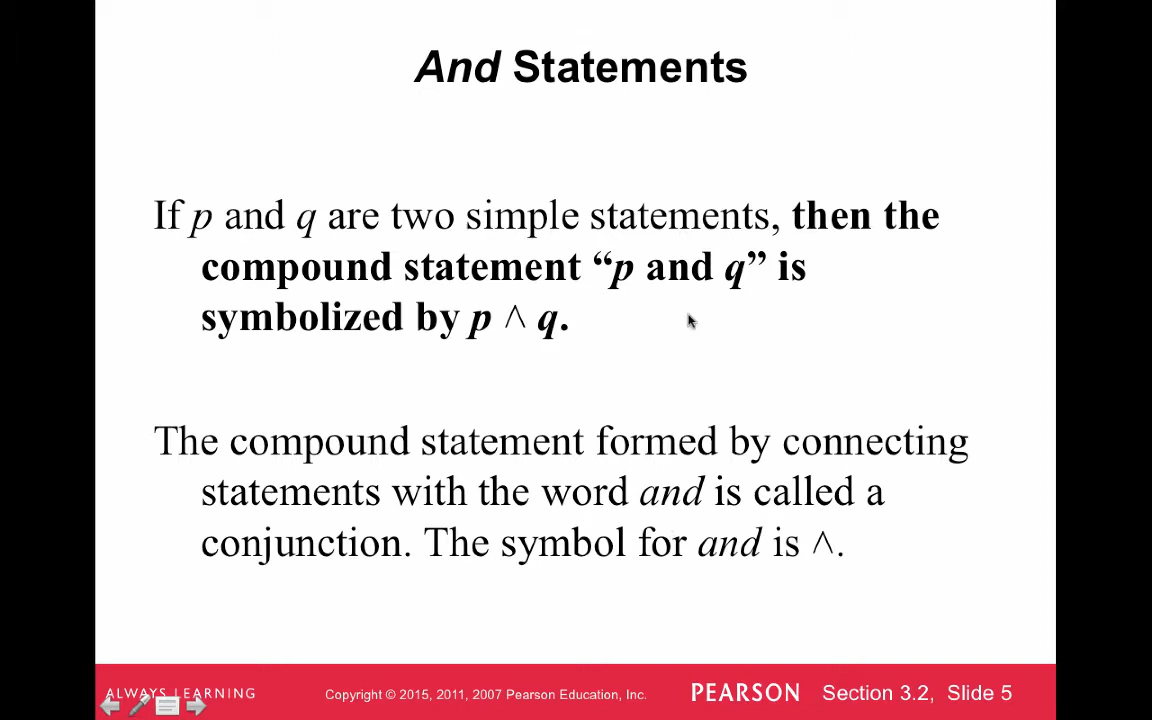 And Statements
If p and q are two simple statements, then the
compound statement “p and q” is
symbolized by p ^ q.
The compound statement formed by connecting
statements with the word and is called a
conjunction. The symbol for and is ^.
ALWAYS LEARNING
Copyright © 2015, 2011, 2007 Pearson Education, Inc.
PEARSON
Section 3.2, Slide 5